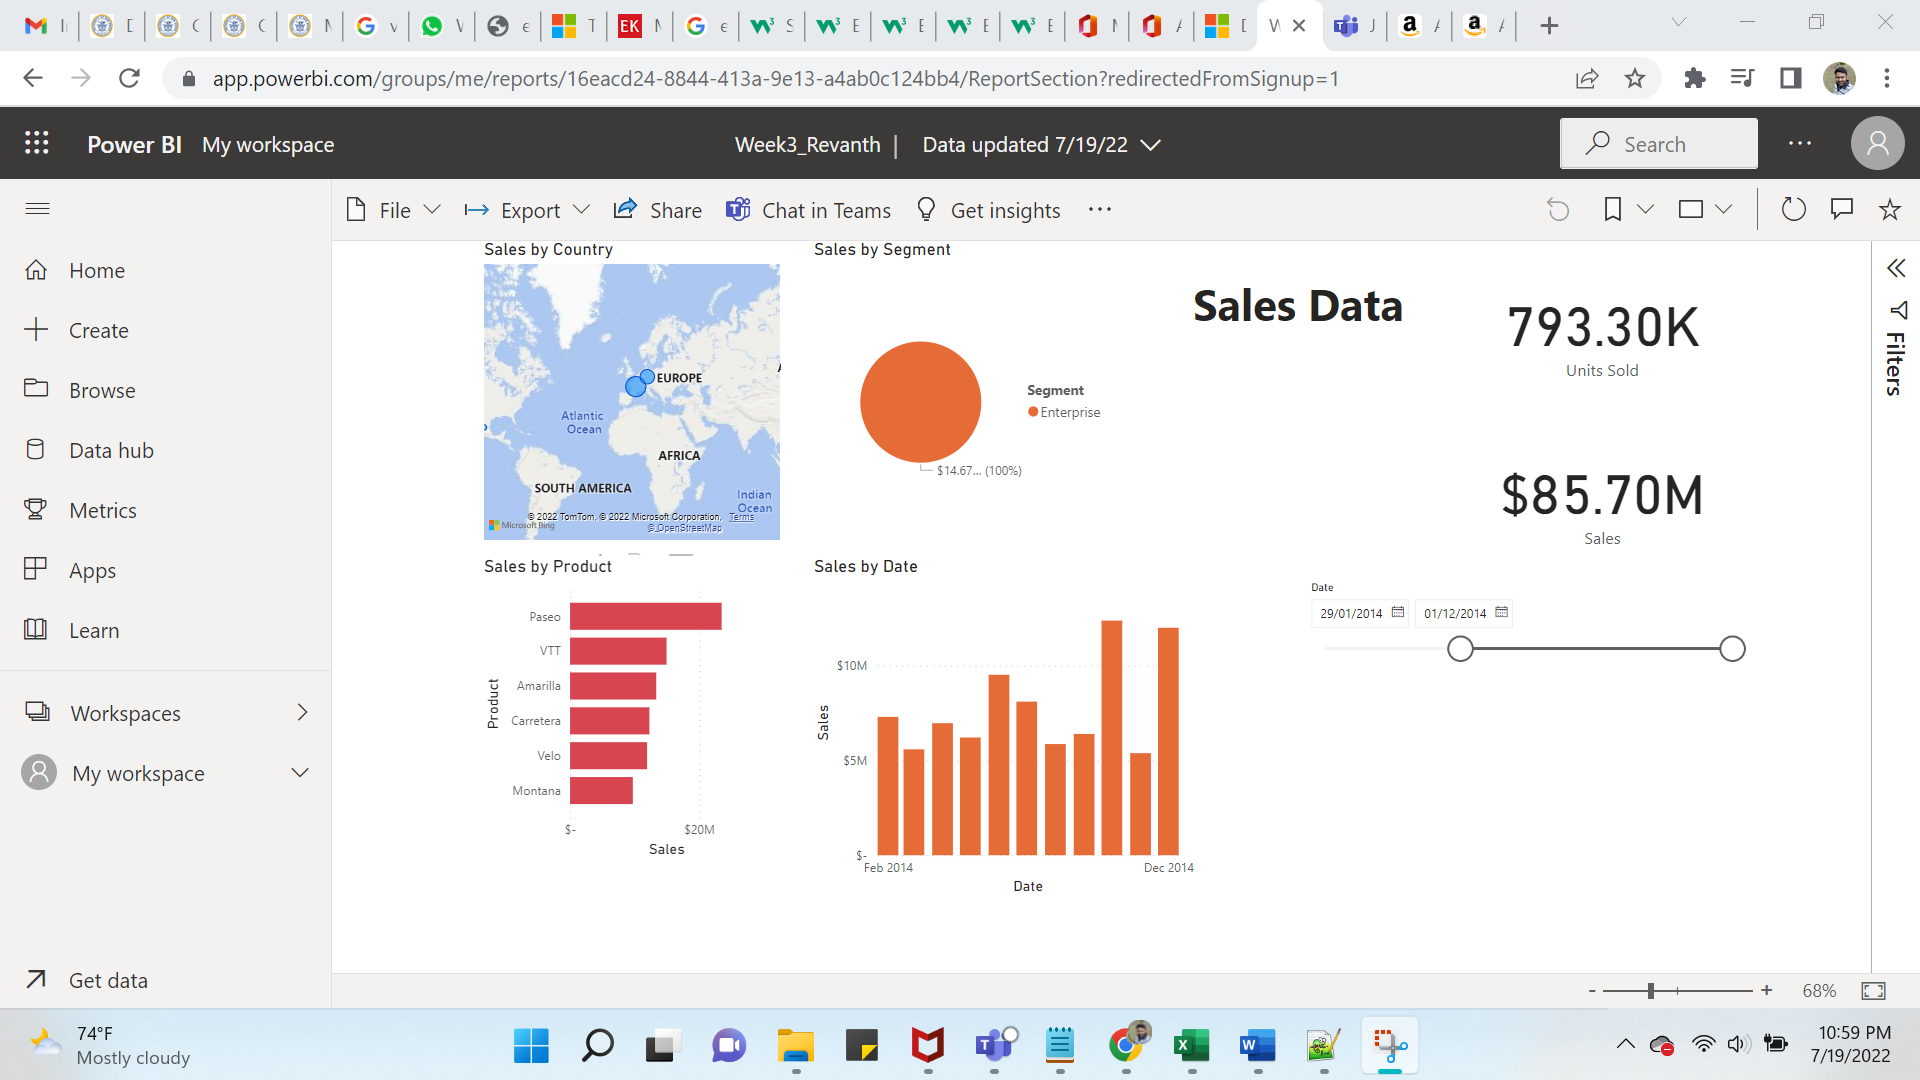 app.powerbi.com/groups/me/reports/16eacd24-8844-413a-9e13-a4ab0c124bb4/ReportSection?redirectedFromSignup=1
Power BI My workspace
Week3_Revanth | Data updated 7/19/22
Search
File
Export
Share
Chat in Teams
Get insights
Home
Create
Browse
Data hub
Metrics
Apps
Learn
Workspaces
My workspace
Get data
Filters
Sales by Country
EUROPE
Atlantic
Ocean
AFRICA
SOUTH AMERICA
Indian
Ocean
© 2022 TomTom, © 2022 Microsoft Corporation, Terms
Microsoft Bing
© OpenStreetMap
Sales by Segment
Segment
Enterprise
$14.67... (100%)
Sales Data
793.30K
Units Sold
$85.70M
Sales
Sales by Product
Product
Paseo
VTT
Amarilla
Carretera
Velo
Montana
$-
$20M
Sales
Sales by Date
Sales
$10M
$5M
$-
Feb 2014
Dec 2014
Date
Date
29/01/2014
01/12/2014
- + 68%
74°F
Mostly cloudy
10:59 PM
7/19/2022